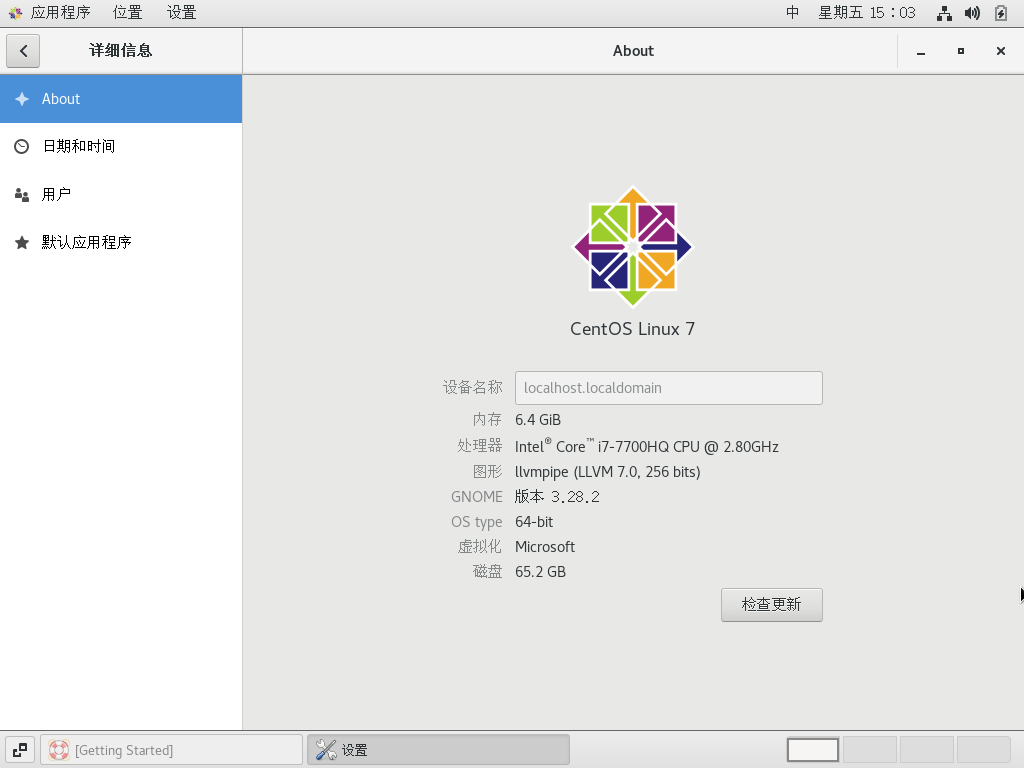 应用程序 位置 设置 中 星期五 15：03
详细信息 About
About
日期和时间
用户
默认应用程序
CentOS Linux 7
设备名称 localhost.localdomain
内存 6.4 GiB
处理器 Intel® Core™ i7-7700HQ CPU @ 2.80GHz
图形 llvmpipe (LLVM 7.0, 256 bits)
GNOME 版本 3.28.2
OS type 64-bit
虚拟化 Microsoft
磁盘 65.2 GB
检查更新
[Getting Started] 设置